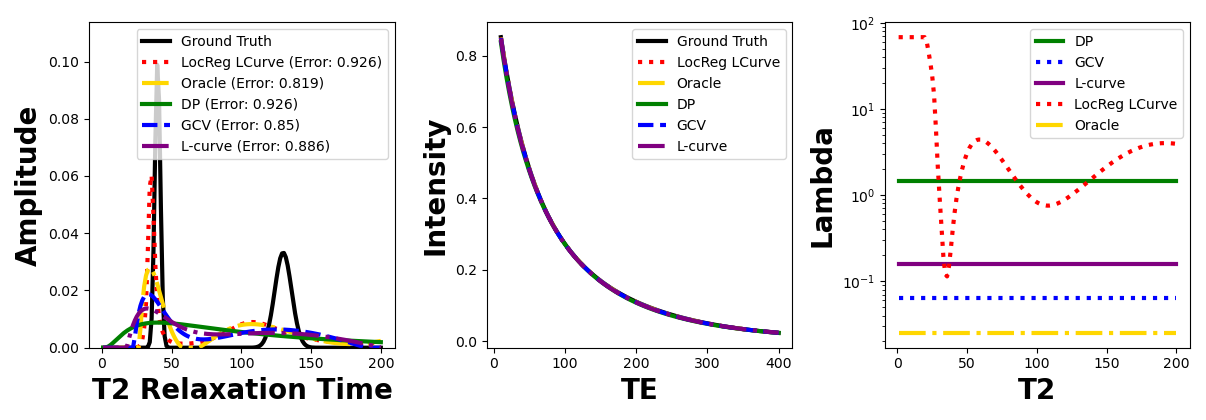 Amplitude
0.10
0.08
0.06
0.04
0.02
0.00
0
50
100
150
200
T2 Relaxation Time
Ground Truth
LocReg LCurve (Error: 0.926)
Oracle (Error: 0.819)
DP (Error: 0.926)
GCV (Error: 0.85)
L-curve (Error: 0.886)
Intensity
0.8
0.6
0.4
0.2
0.0
0
100
200
300
400
TE
Ground Truth
LocReg LCurve
Oracle
DP
GCV
L-curve
Lambda
10²
10¹
10⁰
10⁻¹
0
50
100
150
200
T2
DP
GCV
L-curve
LocReg LCurve
Oracle